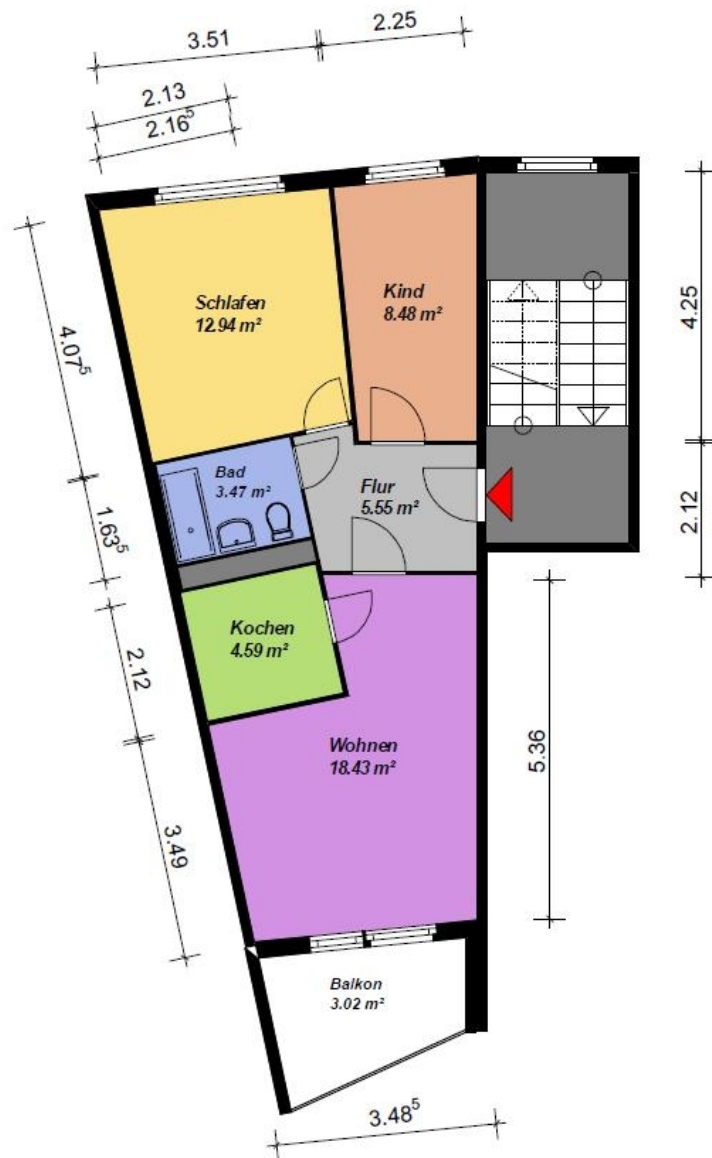 3.51
2.25
2.13
2.16⁵
Schlafen
12.94 m²
Kind
8.48 m²
4.25
4.07⁵
Bad
3.47 m²
Flur
5.55 m²
2.12
1.63⁵
Kochen
4.59 m²
2.12
Wohnen
18.43 m²
5.36
3.49
Balkon
3.02 m²
3.48⁵